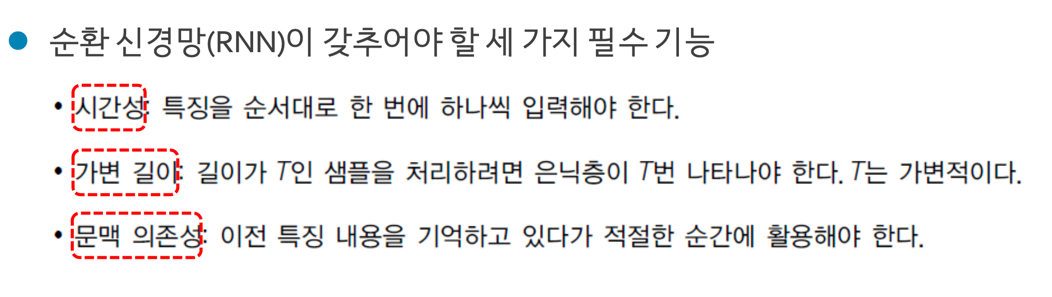 순환 신경망(RNN)이 갖추어야 할 세 가지 필수 기능
• 시간성: 특징을 순서대로 한 번에 하나씩 입력해야 한다.
• 가변 길이: 길이가 T인 샘플을 처리하려면 은닉층이 T번 나타나야 한다. T는 가변적이다.
• 문맥 의존성: 이전 특징 내용을 기억하고 있다가 적절한 순간에 활용해야 한다.